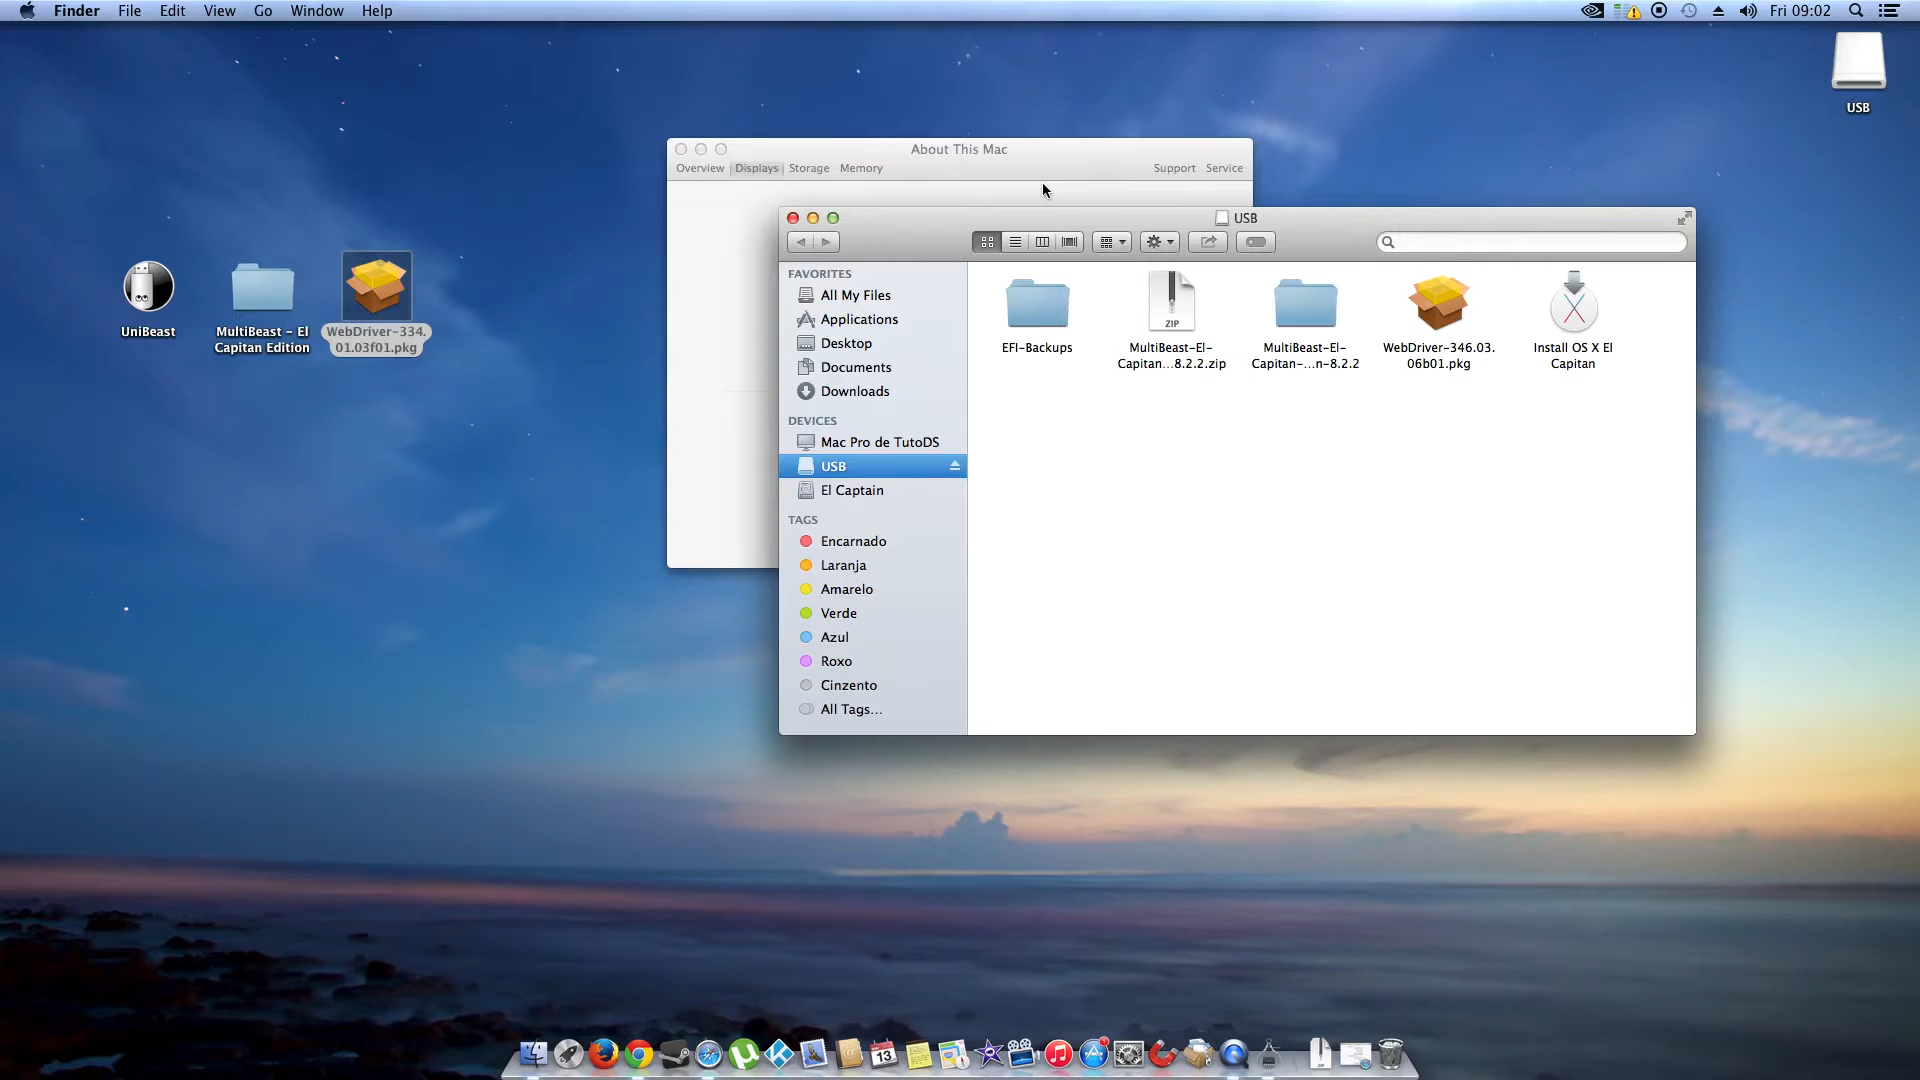 Finder File Edit View Go Window Help
Fri 09:02
USB
UniBeast
MultiBeast - El
Capitan Edition
WebDriver-334.
01.03f01.pkg
About This Mac
Overview Displays Storage Memory Support Service
USB
FAVORITES
All My Files
Applications
Desktop
Documents
Downloads
DEVICES
Mac Pro de TutoDS
USB
El Captain
TAGS
Encarnado
Laranja
Amarelo
Verde
Azul
Roxo
Cinzento
All Tags...
EFI-Backups
ZIP
MultiBeast-El-
Capitan...8.2.2.zip
MultiBeast-El-
Capitan-...n-8.2.2
WebDriver-346.03.
06b01.pkg
Install OS X El
Capitan
13